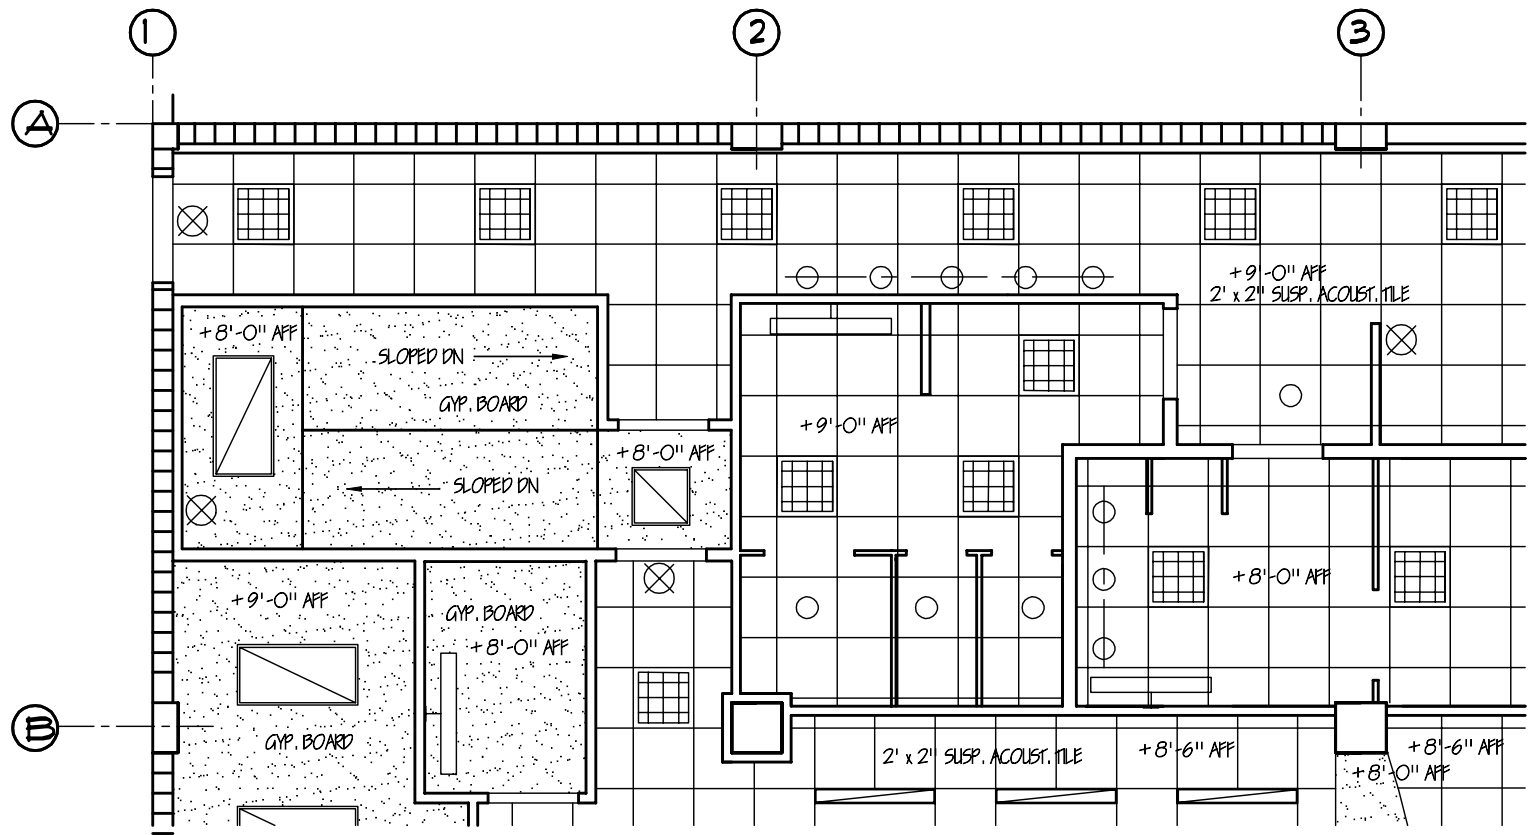 1
2
3
A
+9'-0" AFF
2' x 2" SUSP. ACOUST. TILE
+8'-0" AFF
SLOPED DN
GYP. BOARD
+9'-0" AFF
+8'-0" AFF
SLOPED DN
+8'-0" AFF
+9'-0" AFF
GYP. BOARD
+8'-0" AFF
B
GYP. BOARD
2' x 2" SUSP. ACOUST. TILE
+8'-6" AFF
+8'-6" AFF
+8'-0" AFF